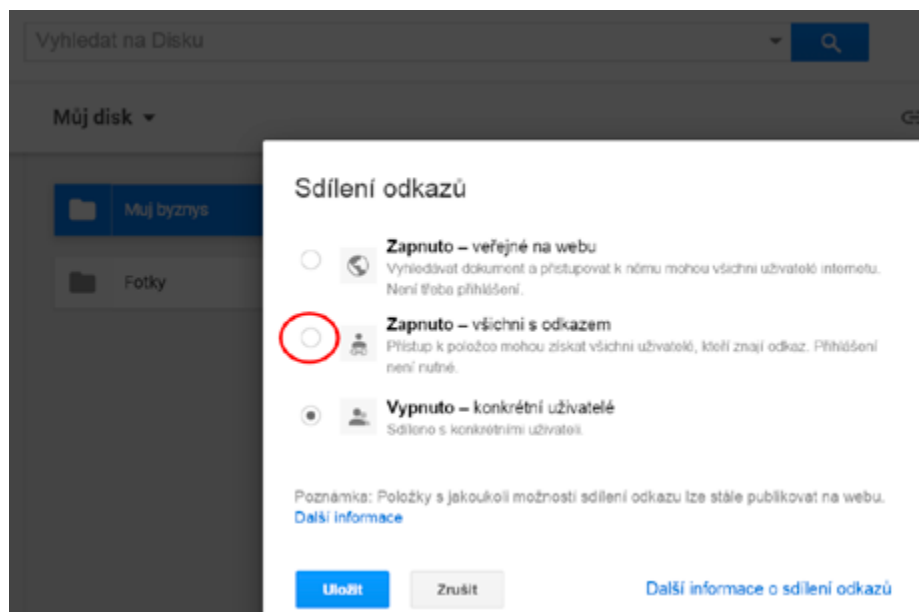 Vyhledat na Disku
Můj disk
Sdílení odkazů
Muj byznys
Zapnuto – veřejné na webu
Vyhledávat dokument a přistupovat k němu mohou všichni uživatelé internetu.
Není třeba přihlášení.
Fotky
Zapnuto – všichni s odkazem
Přístup k položce mohou získat všichni uživatelé, kteří znají odkaz. Přihlášení
není nutné.
Vypnuto – konkrétní uživatelé
Sdíleno s konkrétními uživateli.
Poznámka: Položky s jakoukoli možností sdílení odkazu lze stále publikovat na webu.
Další informace
Uložit
Zrušit
Další informace o sdílení odkazů